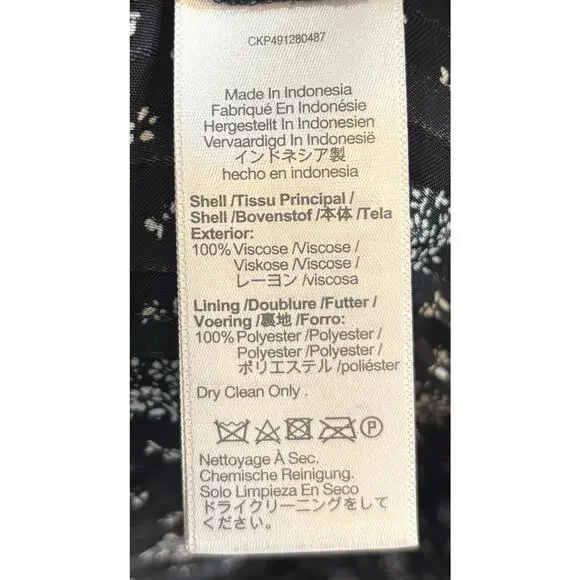 CKP491280487
Made In Indonesia
Fabriqué En Indonésie
Hergestellt In Indonesien
Vervaardigd In Indonesië
インドネシア製
hecho en indonesia
Shell /Tissu Principal /
Shell /Bovenstof /本体 /Tela
Exterior:
100% Viscose /Viscose /
Viskose /Viscose /
レーヨン /viscosa
Lining /Doublure /Futter /
Voering /裏地 /Forro:
100% Polyester /Polyester /
Polyester /Polyester /
ポリエステル /poliéster
Dry Clean Only .
P
Nettoyage À Sec.
Chemische Reinigung.
Solo Limpieza En Seco
ドライクリーニングをして
ください。